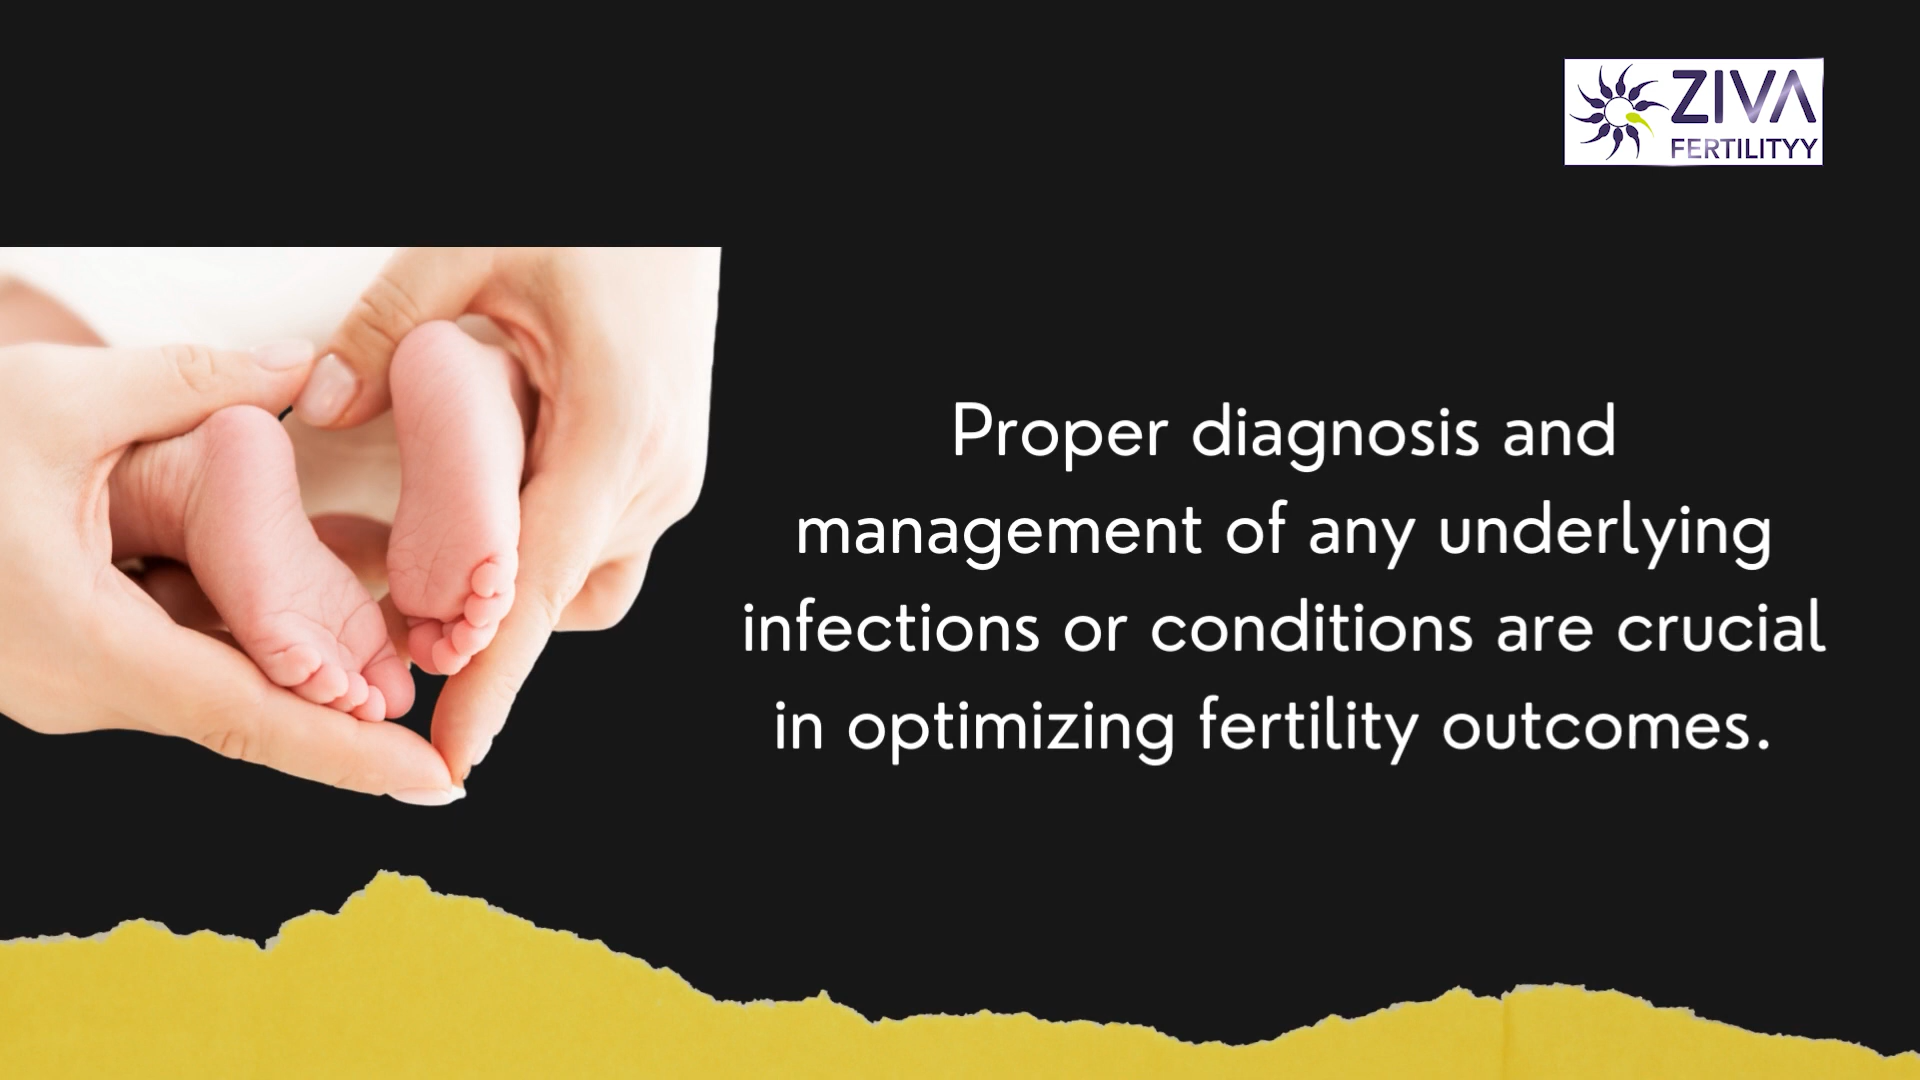 ZIVA
FERTILITYY
Proper diagnosis and
management of any underlying
infections or conditions are crucial
in optimizing fertility outcomes.